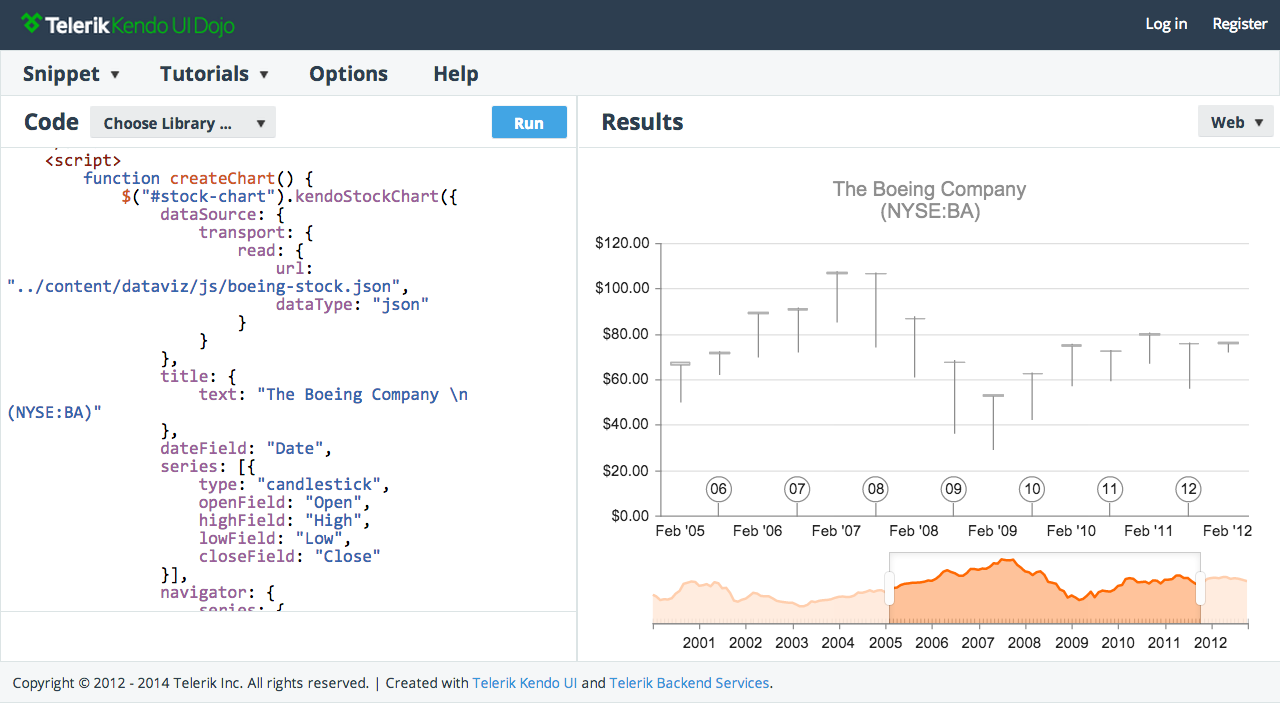 Telerik Kendo UI Dojo
Log in Register
Snippet ▼ Tutorials ▼ Options Help
Code Choose Library ... ▼ Run
<script>
function createChart() {
$("#stock-chart").kendoStockChart({
dataSource: {
transport: {
read: {
url:
"../content/dataviz/js/boeing-stock.json",
dataType: "json"
}
}
},
title: {
text: "The Boeing Company \n
(NYSE:BA)"
},
dateField: "Date",
series: [{
type: "candlestick",
openField: "Open",
highField: "High",
lowField: "Low",
closeField: "Close"
}],
navigator: {
series: {
Results Web ▼
The Boeing Company
(NYSE:BA)
$120.00
$100.00
$80.00
$60.00
$40.00
$20.00
$0.00
06 07 08 09 10 11 12
Feb '05 Feb '06 Feb '07 Feb '08 Feb '09 Feb '10 Feb '11 Feb '12
2001 2002 2003 2004 2005 2006 2007 2008 2009 2010 2011 2012
Copyright © 2012 - 2014 Telerik Inc. All rights reserved. | Created with Telerik Kendo UI and Telerik Backend Services.